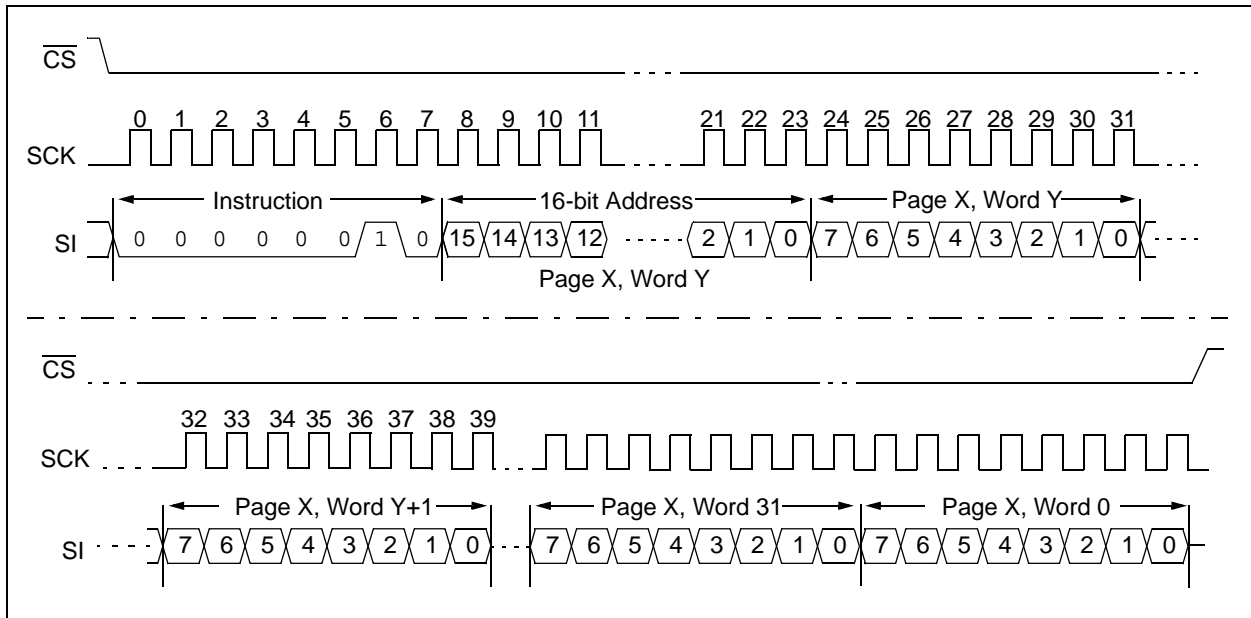 CS
0 1 2 3 4 5 6 7 8 9 10 11 21 22 23 24 25 26 27 28 29 30 31
SCK
Instruction 16-bit Address Page X, Word Y
SI 0 0 0 0 0 0 1 0 15 14 13 12 2 1 0 7 6 5 4 3 2 1 0
Page X, Word Y
CS
32 33 34 35 36 37 38 39
SCK
Page X, Word Y+1 Page X, Word 31 Page X, Word 0
SI 7 6 5 4 3 2 1 0 7 6 5 4 3 2 1 0 7 6 5 4 3 2 1 0